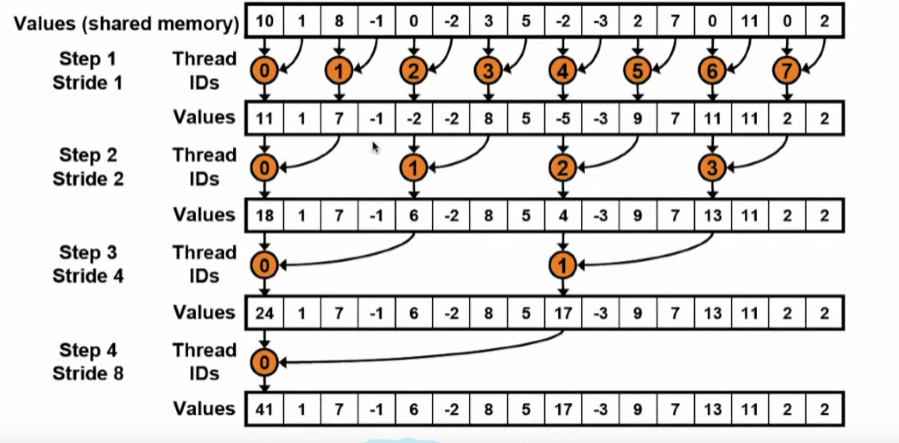 Values (shared memory) 10 1 8 -1 0 -2 3 5 -2 -3 2 7 0 11 0 2
Step 1 Stride 1 Thread IDs 0 1 2 3 4 5 6 7
Values 11 1 7 -1 -2 -2 8 5 -5 -3 9 7 11 11 2 2
Step 2 Stride 2 Thread IDs 0 1 2 3
Values 18 1 7 -1 6 -2 8 5 4 -3 9 7 13 11 2 2
Step 3 Stride 4 Thread IDs 0 1
Values 24 1 7 -1 6 -2 8 5 17 -3 9 7 13 11 2 2
Step 4 Stride 8 Thread IDs 0
Values 41 1 7 -1 6 -2 8 5 17 -3 9 7 13 11 2 2